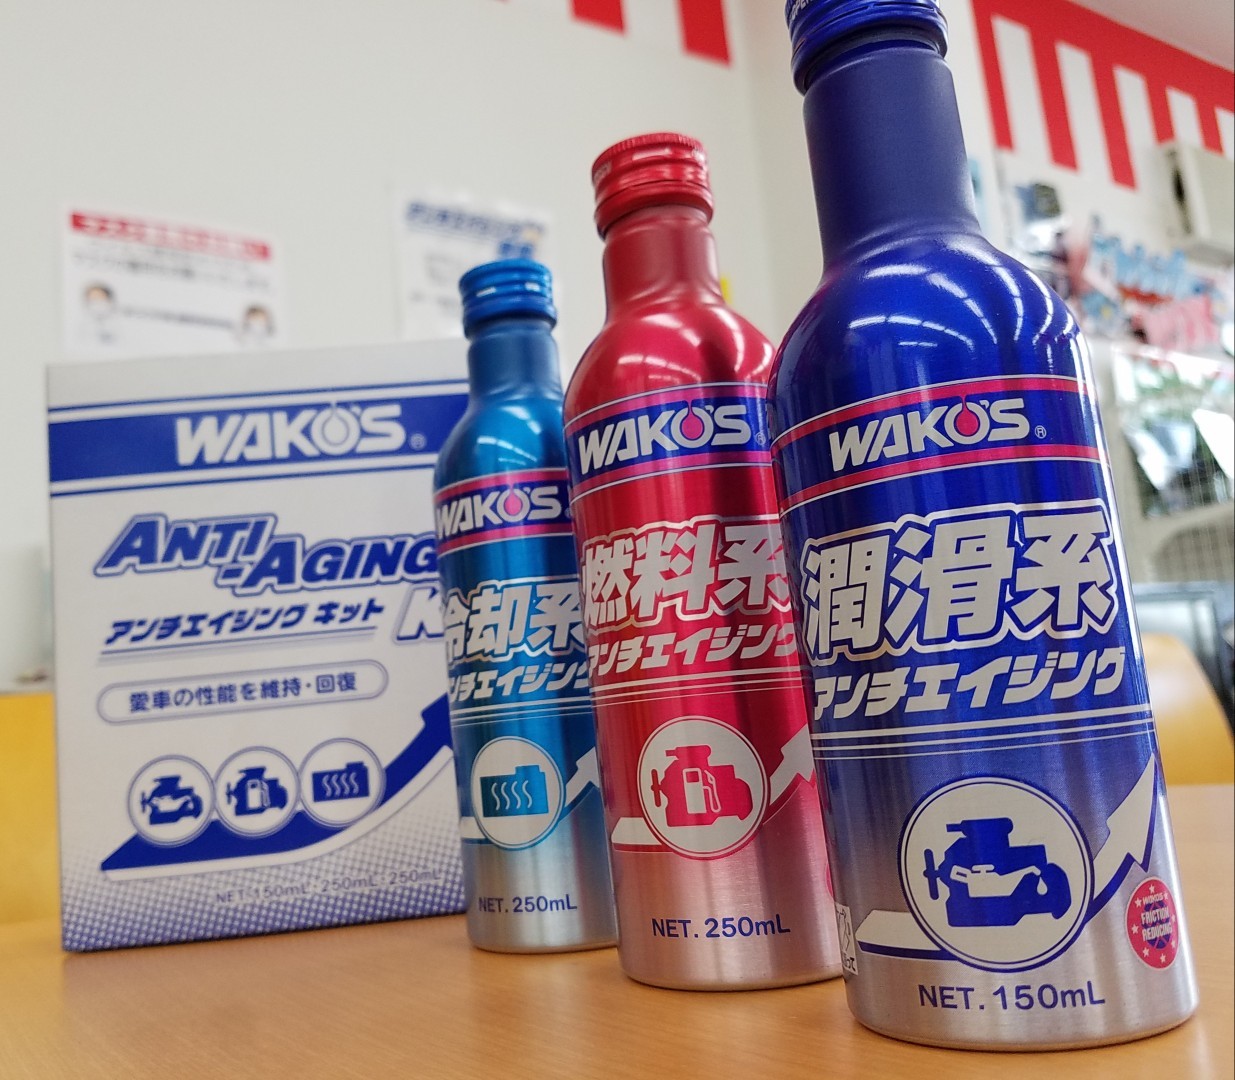 WAKO'S®
ANTI
-AGING
アンチエイジング キット
愛車の性能を維持・回復
NET.150mL・250mL・250mL
WAKO'S
冷却系
ンチエイジング
NET. 250mL
WAKO'S®
燃料系
アンチエイジング
NET. 250mL
WAKO'S®
潤滑系
アンチエイジング
WAKO'S
FRICTION
REDUCING
NET. 150mL